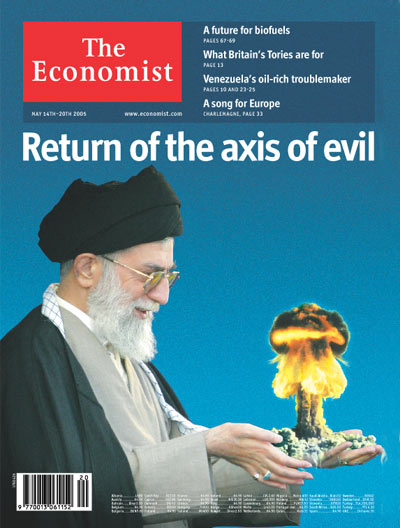 The
Economist
A future for biofuels
PAGES 67-69
What Britain's Tories are for
PAGE 13
Venezuela's oil-rich troublemaker
PAGES 10 AND 23-25
A song for Europe
CHARLEMAGNE, PAGE 33
MAY 14TH–20TH 2005
www.economist.com
Return of the axis of evil
20
9 770013 061152